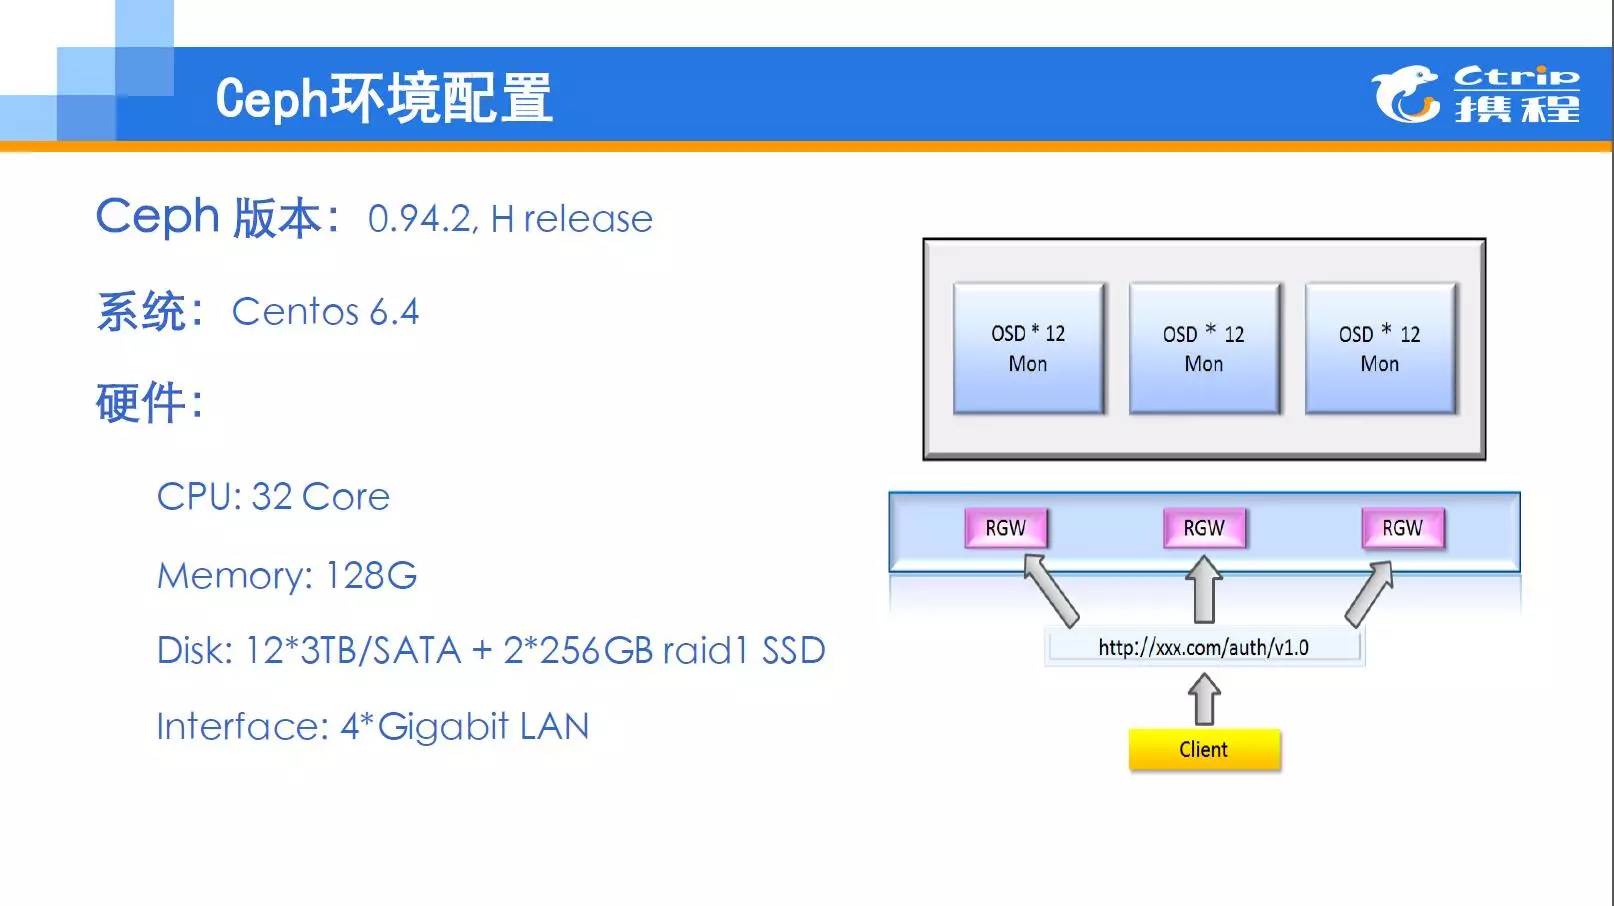 Ceph环境配置
Ctrip
携程
Ceph 版本：0.94.2, H release
系统：Centos 6.4
硬件：
CPU: 32 Core
Memory: 128G
Disk: 12*3TB/SATA + 2*256GB raid1 SSD
Interface: 4*Gigabit LAN
OSD * 12
Mon
OSD * 12
Mon
OSD * 12
Mon
RGW
RGW
RGW
http://xxx.com/auth/v1.0
Client